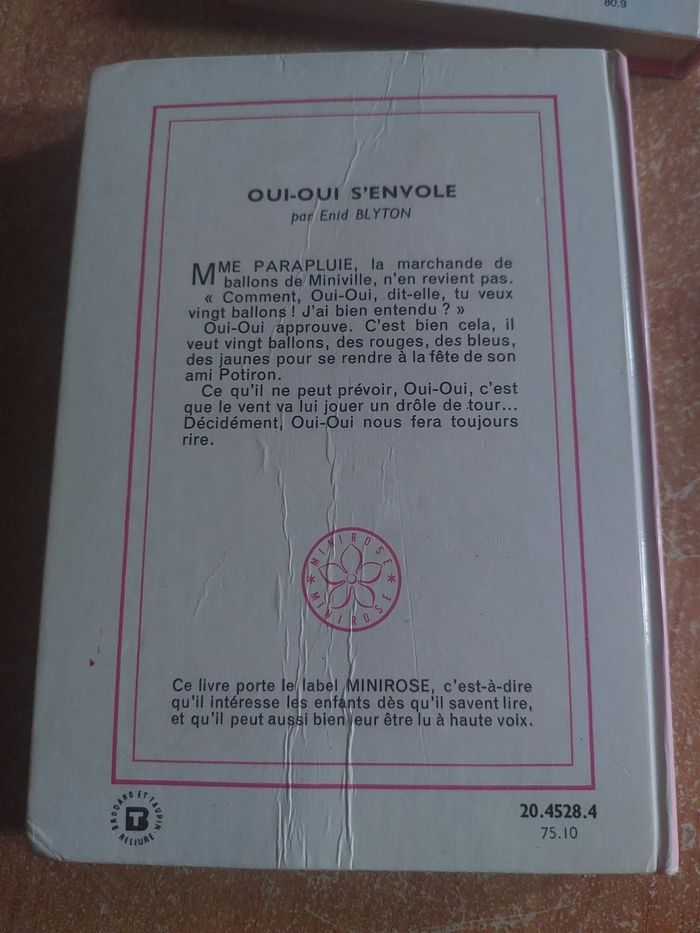 80,9
OUI-OUI S'ENVOLE
par Enid BLYTON
MME PARAPLUIE, la marchande de
ballons de Miniville, n'en revient pas.
« Comment, Oui-Oui, dit-elle, tu veux
vingt ballons ! J'ai bien entendu ? »
Oui-Oui approuve. C'est bien cela, il
veut vingt ballons, des rouges, des bleus,
des jaunes pour se rendre à la fête de son
ami Potiron.
Ce qu'il ne peut prévoir, Oui-Oui, c'est
que le vent va lui jouer un drôle de tour...
Décidément, Oui-Oui nous fera toujours
rire.
MINIROSE
MINIROSE
Ce livre porte le label MINIROSE, c'est-à-dire
qu'il intéresse les enfants dès qu'il savent lire,
et qu'il peut aussi bien leur être lu à haute voix.
BRODARD ET TAUPIN
RELIURE
BT
20.4528.4
75.10